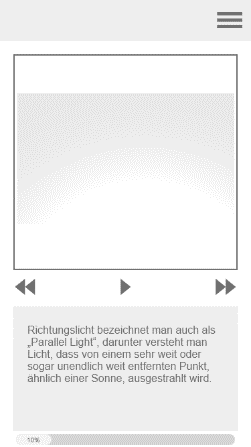 Richtungslicht bezeichnet man auch als
„Parallel Light“, darunter versteht man
Licht, dass von einem sehr weit oder
sogar unendlich weit entfernten Punkt,
ähnlich einer Sonne, ausgestrahlt wird.
10%